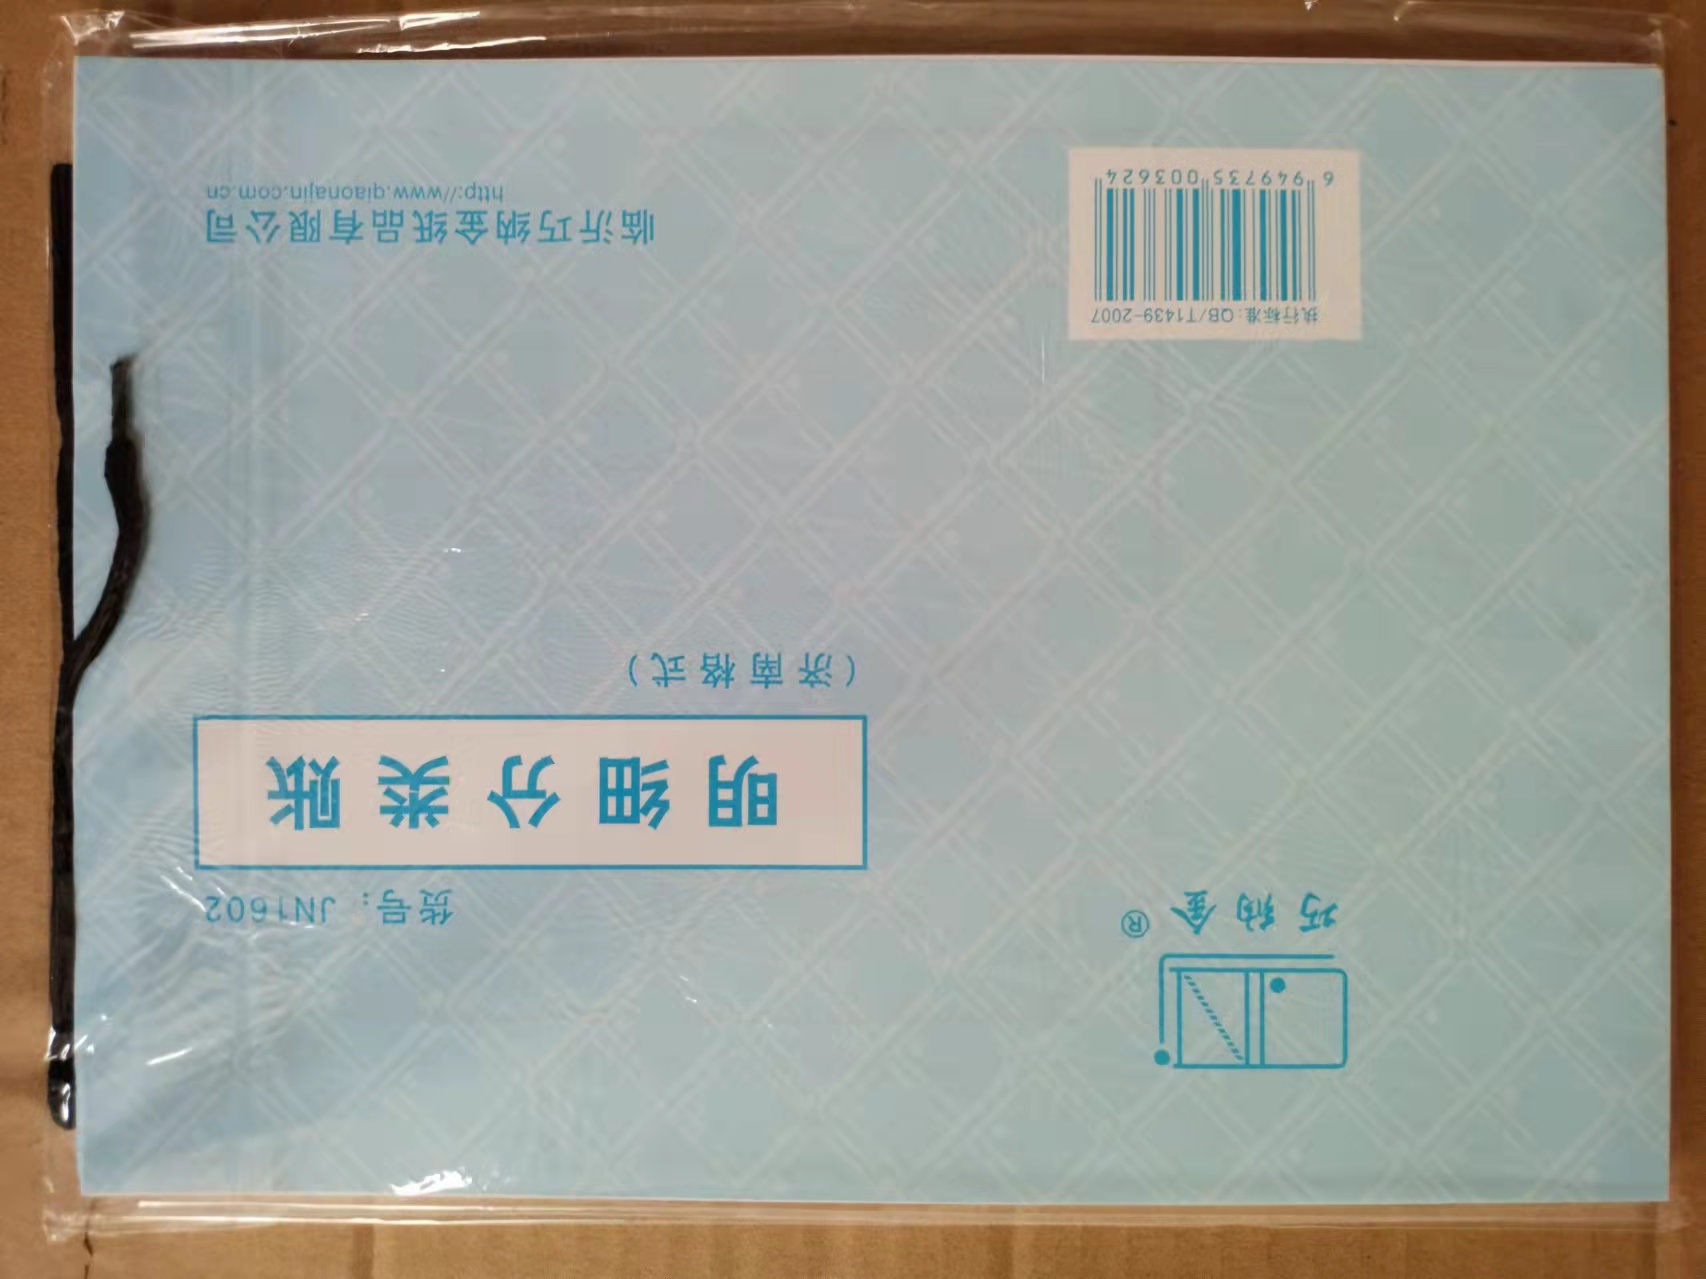 巧纳金®
货号：JN1602
明细分类账
（济南格式）
执行标准：QB/T1439-2007
6 949735 003624
临沂巧纳金纸品有限公司
http://www.qiaonajin.com.cn